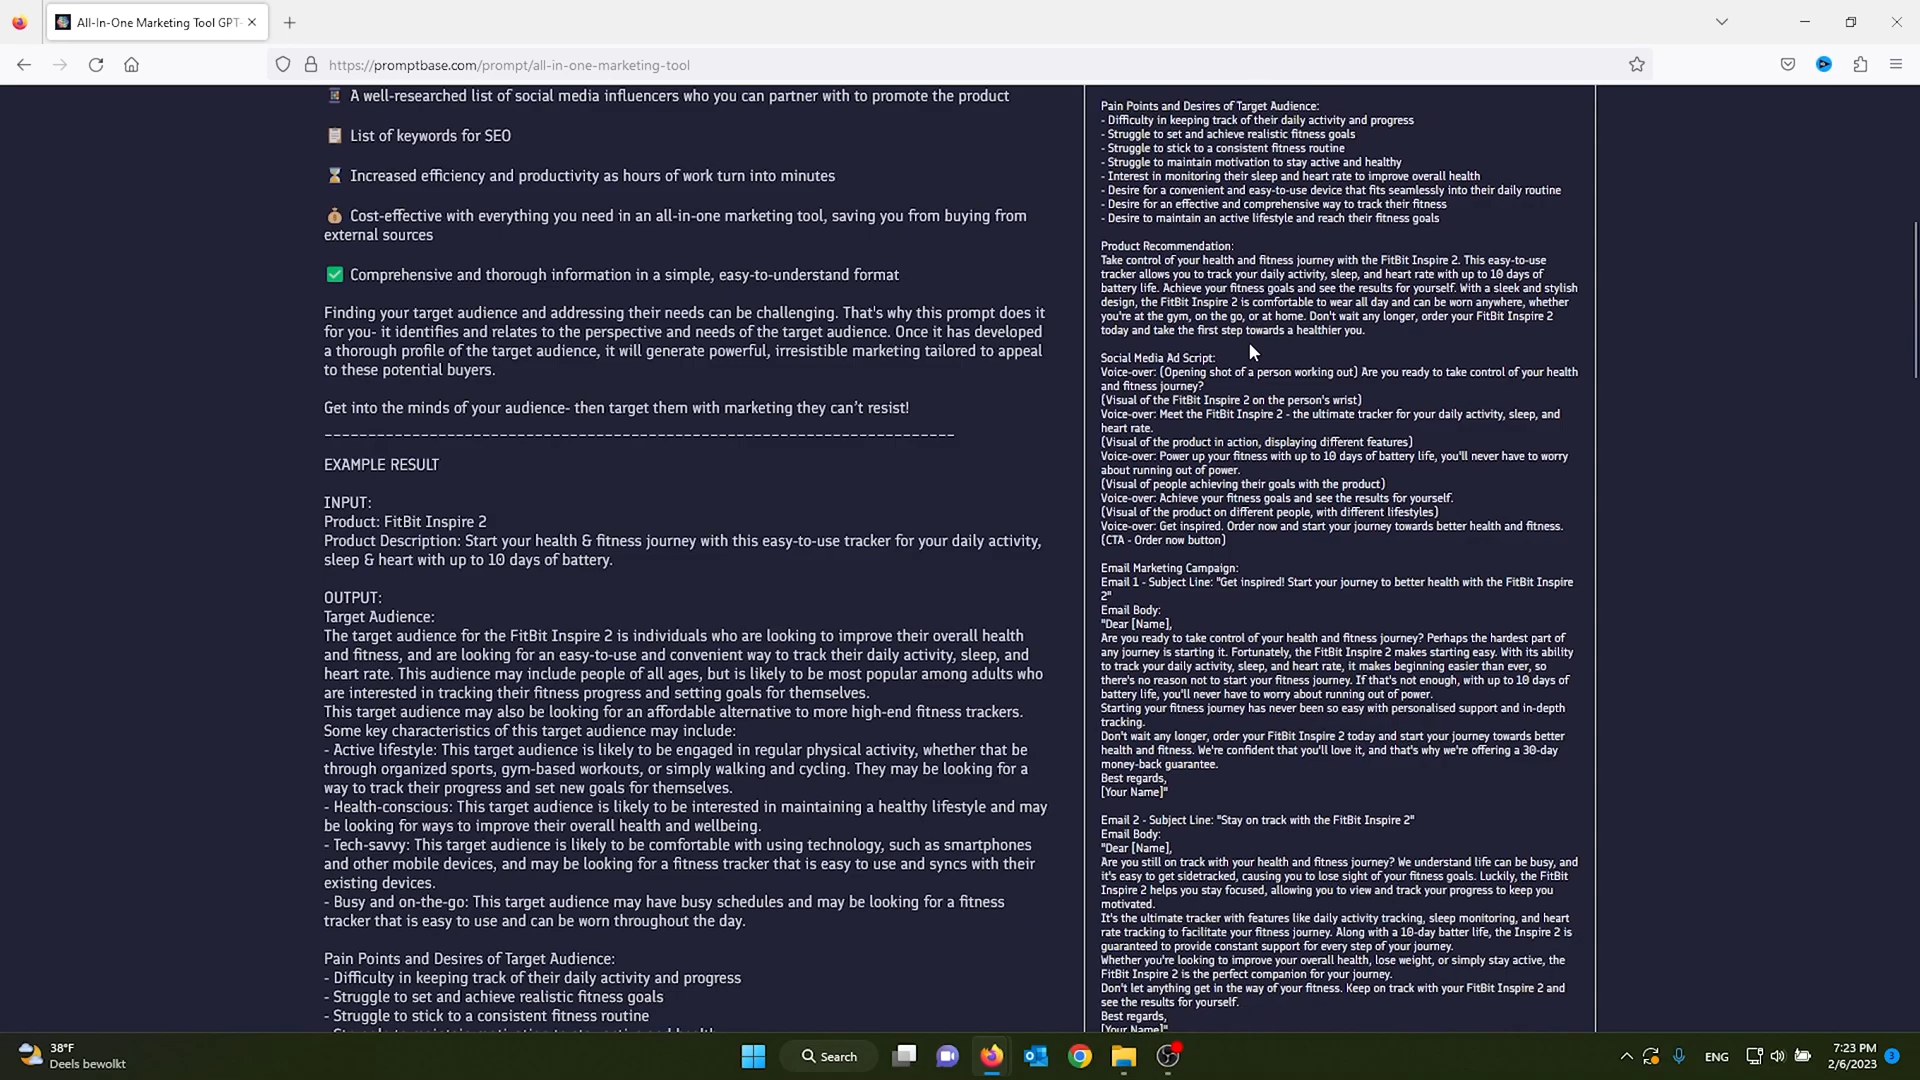 All-In-One Marketing Tool GPT-
https://promptbase.com/prompt/all-in-one-marketing-tool
A well-researched list of social media influencers who you can partner with to promote the product
List of keywords for SEO
Increased efficiency and productivity as hours of work turn into minutes
Cost-effective with everything you need in an all-in-one marketing tool, saving you from buying from
external sources
Comprehensive and thorough information in a simple, easy-to-understand format
Finding your target audience and addressing their needs can be challenging. That's why this prompt does it
for you- it identifies and relates to the perspective and needs of the target audience. Once it has developed
a thorough profile of the target audience, it will generate powerful, irresistible marketing tailored to appeal
to these potential buyers.
Get into the minds of your audience- then target them with marketing they can’t resist!
________________________________________________________________________
EXAMPLE RESULT
INPUT:
Product: FitBit Inspire 2
Product Description: Start your health & fitness journey with this easy-to-use tracker for your daily activity,
sleep & heart with up to 10 days of battery.
OUTPUT:
Target Audience:
The target audience for the FitBit Inspire 2 is individuals who are looking to improve their overall health
and fitness, and are looking for an easy-to-use and convenient way to track their daily activity, sleep, and
heart rate. This audience may include people of all ages, but is likely to be most popular among adults who
are interested in tracking their fitness progress and setting goals for themselves.
This target audience may also be looking for an affordable alternative to more high-end fitness trackers.
Some key characteristics of this target audience may include:
- Active lifestyle: This target audience is likely to be engaged in regular physical activity, whether that be
through organized sports, gym-based workouts, or simply walking and cycling. They may be looking for a
way to track their progress and set new goals for themselves.
- Health-conscious: This target audience is likely to be interested in maintaining a healthy lifestyle and may
be looking for ways to improve their overall health and wellbeing.
- Tech-savvy: This target audience is likely to be comfortable with using technology, such as smartphones
and other mobile devices, and may be looking for a fitness tracker that is easy to use and syncs with their
existing devices.
- Busy and on-the-go: This target audience may have busy schedules and may be looking for a fitness
tracker that is easy to use and can be worn throughout the day.
Pain Points and Desires of Target Audience:
- Difficulty in keeping track of their daily activity and progress
- Struggle to set and achieve realistic fitness goals
- Struggle to stick to a consistent fitness routine
Pain Points and Desires of Target Audience:
- Difficulty in keeping track of their daily activity and progress
- Struggle to set and achieve realistic fitness goals
- Struggle to stick to a consistent fitness routine
- Struggle to maintain motivation to stay active and healthy
- Interest in monitoring their sleep and heart rate to improve overall health
- Desire for a convenient and easy-to-use device that fits seamlessly into their daily routine
- Desire for an effective and comprehensive way to track their fitness
- Desire to maintain an active lifestyle and reach their fitness goals
Product Recommendation:
Take control of your health and fitness journey with the FitBit Inspire 2. This easy-to-use
tracker allows you to track your daily activity, sleep, and heart rate with up to 10 days of
battery life. Achieve your fitness goals and see the results for yourself. With a sleek and stylish
design, the FitBit Inspire 2 is comfortable to wear all day and can be worn anywhere, whether
you're at the gym, on the go, or at home. Don't wait any longer, order your FitBit Inspire 2
today and take the first step towards a healthier you.
Social Media Ad Script:
Voice-over: (Opening shot of a person working out) Are you ready to take control of your health
and fitness journey?
(Visual of the FitBit Inspire 2 on the person's wrist)
Voice-over: Meet the FitBit Inspire 2 - the ultimate tracker for your daily activity, sleep, and
heart rate.
(Visual of the product in action, displaying different features)
Voice-over: Power up your fitness with up to 10 days of battery life, you'll never have to worry
about running out of power.
(Visual of people achieving their goals with the product)
Voice-over: Achieve your fitness goals and see the results for yourself.
(Visual of the product on different people, with different lifestyles)
Voice-over: Get inspired. Order now and start your journey towards better health and fitness.
(CTA - Order now button)
Email Marketing Campaign:
Email 1 - Subject Line: "Get inspired! Start your journey to better health with the FitBit Inspire
2"
Email Body:
"Dear [Name],
Are you ready to take control of your health and fitness journey? Perhaps the hardest part of
any journey is starting it. Fortunately, the FitBit Inspire 2 makes starting easy. With its ability
to track your daily activity, sleep, and heart rate, it makes beginning easier than ever, so
there's no reason not to start your fitness journey. If that's not enough, with up to 10 days of
battery life, you'll never have to worry about running out of power.
Starting your fitness journey has never been so easy with personalised support and in-depth
tracking.
Don't wait any longer, order your FitBit Inspire 2 today and start your journey towards better
health and fitness. We're confident that you'll love it, and that's why we're offering a 30-day
money-back guarantee.
Best regards,
[Your Name]"
Email 2 - Subject Line: "Stay on track with the FitBit Inspire 2"
Email Body:
"Dear [Name],
Are you still on track with your health and fitness journey? We understand life can be busy, and
it's easy to get sidetracked, causing you to lose sight of your fitness goals. Luckily, the FitBit
Inspire 2 helps you stay focused, allowing you to view and track your progress to keep you
motivated.
It's the ultimate tracker with features like daily activity tracking, sleep monitoring, and heart
rate tracking to facilitate your fitness journey. Along with a 10-day batter life, the Inspire 2 is
guaranteed to provide constant support for every step of your journey.
Whether you're looking to improve your overall health, lose weight, or simply stay active, the
FitBit Inspire 2 is the perfect companion for your journey.
Don't let anything get in the way of your fitness. Keep on track with your FitBit Inspire 2 and
see the results for yourself.
Best regards,
[Your Name]"
38°F
Deels bewolkt
Search
ENG
7:23 PM
2/6/2023
3